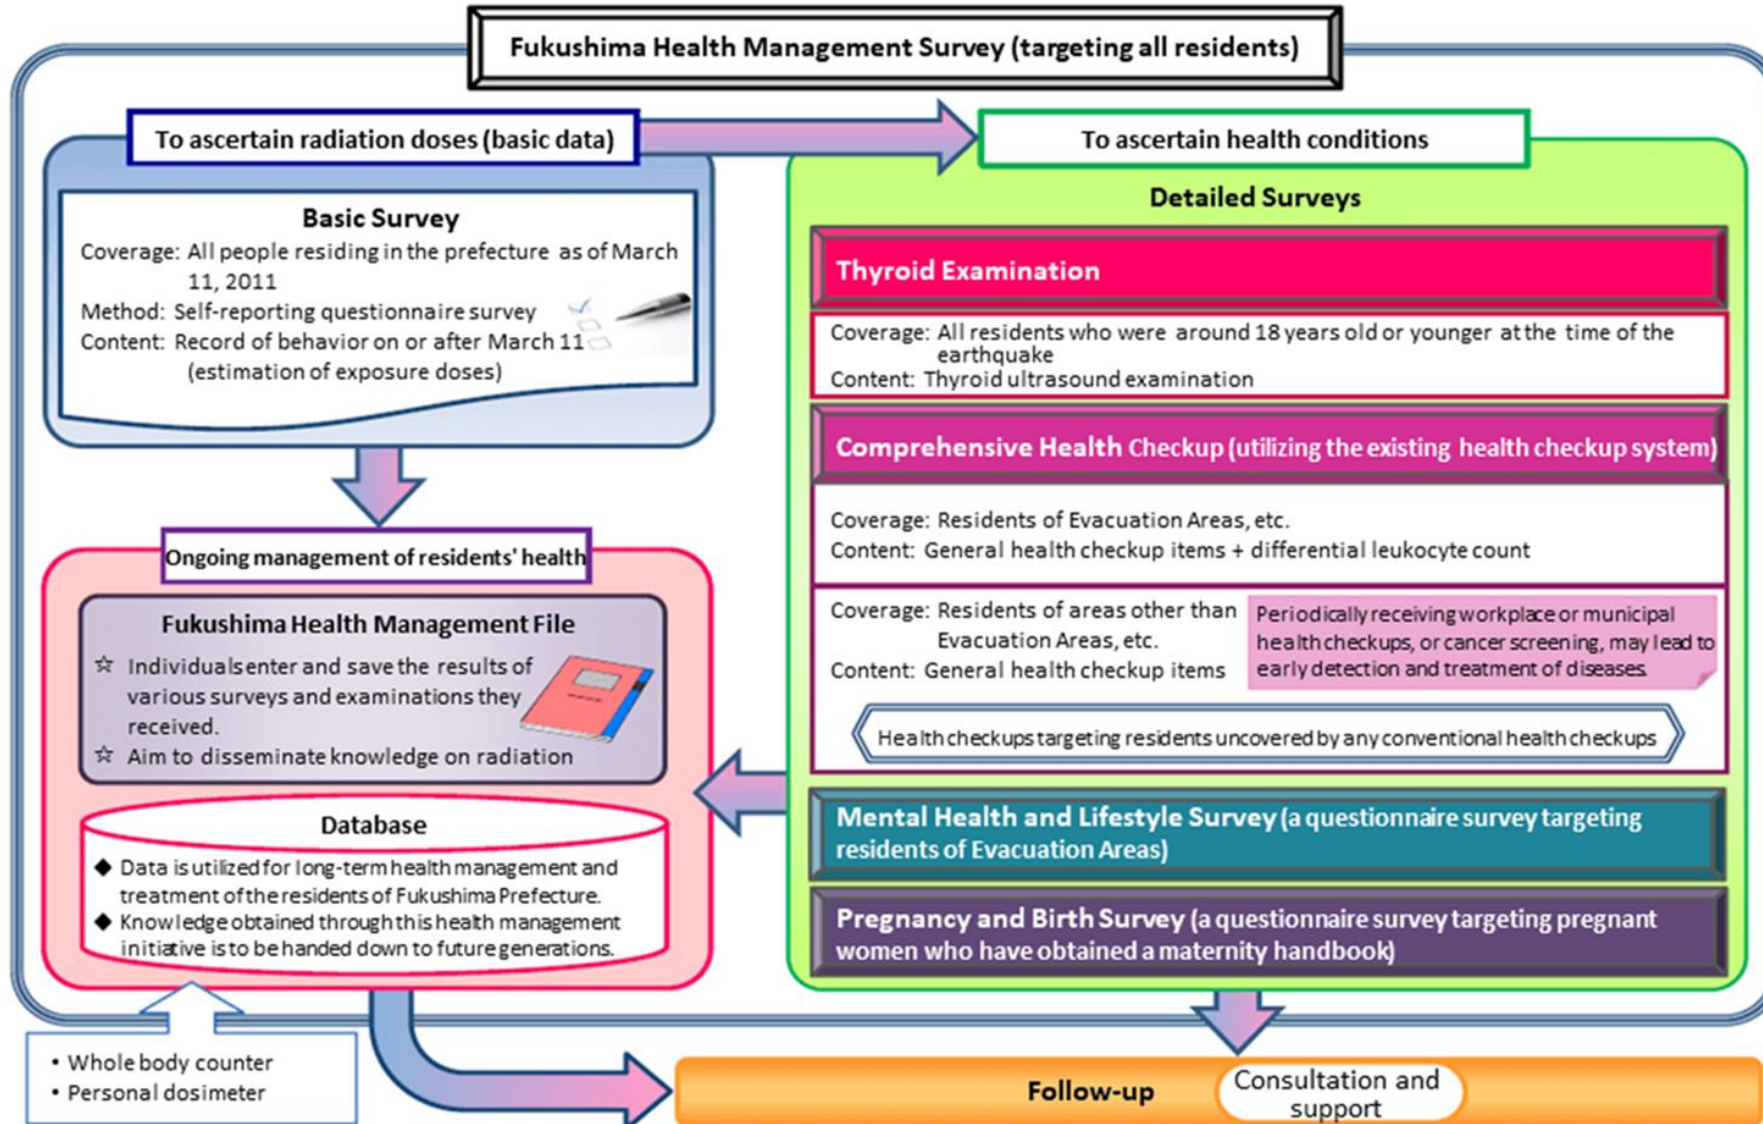 Fukushima Health Management Survey (targeting all residents)
To ascertain radiation doses (basic data)
Basic Survey
Coverage: All people residing in the prefecture as of March
11, 2011
Method: Self-reporting questionnaire survey
Content: Record of behavior on or after March 11
(estimation of exposure doses)
To ascertain health conditions
Detailed Surveys
Thyroid Examination
Coverage: All residents who were around 18 years old or younger at the time of the
earthquake
Content: Thyroid ultrasound examination
Comprehensive Health Checkup (utilizing the existing health checkup system)
Coverage: Residents of Evacuation Areas, etc.
Content: General health checkup items + differential leukocyte count
Coverage: Residents of areas other than
Evacuation Areas, etc.
Content: General health checkup items
Periodically receiving workplace or municipal
health checkups, or cancer screening, may lead to
early detection and treatment of diseases.
Health checkups targeting residents uncovered by any conventional health checkups
Mental Health and Lifestyle Survey (a questionnaire survey targeting
residents of Evacuation Areas)
Pregnancy and Birth Survey (a questionnaire survey targeting pregnant
women who have obtained a maternity handbook)
Ongoing management of residents' health
Fukushima Health Management File
☆ Individuals enter and save the results of
various surveys and examinations they
received.
☆ Aim to disseminate knowledge on radiation
Database
◆ Data is utilized for long-term health management and
treatment of the residents of Fukushima Prefecture.
◆ Knowledge obtained through this health management
initiative is to be handed down to future generations.
• Whole body counter
• Personal dosimeter
Follow-up
Consultation and
support